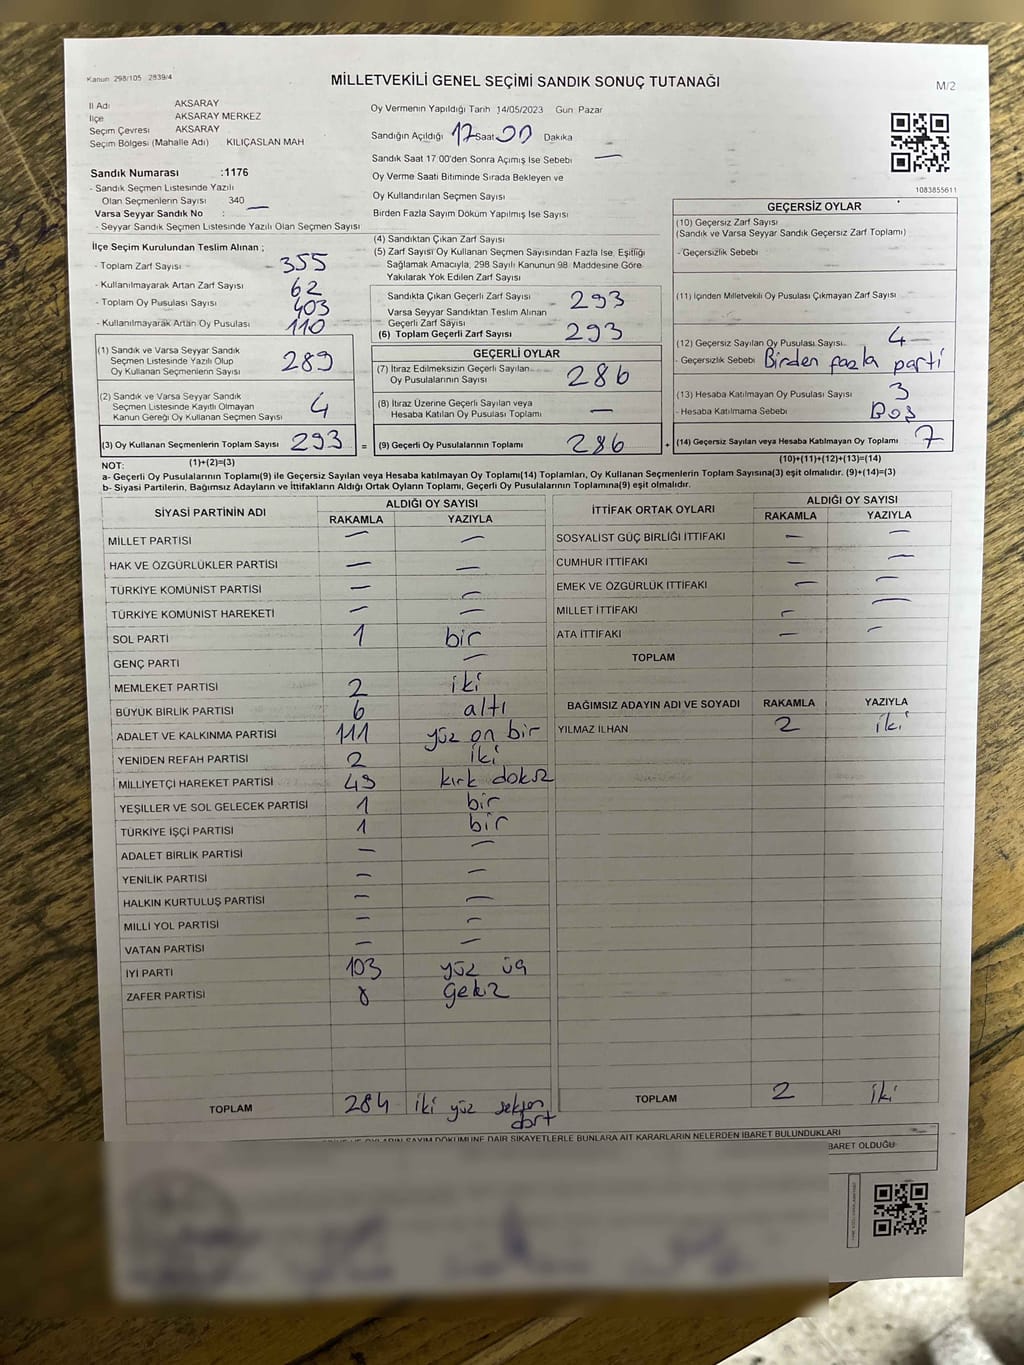 Kanun 298/105 2839/4
MİLLETVEKİLİ GENEL SEÇİMİ SANDIK SONUÇ TUTANAĞI
M/2
İl Adı AKSARAY
İlçe AKSARAY MERKEZ
Seçim Çevresi AKSARAY
Seçim Bölgesi (Mahalle Adı) KILIÇASLAN MAH
Oy Vermenin Yapıldığı Tarih 14/05/2023 Gün Pazar
Sandığın Açıldığı 17 Saat 00 Dakika
Sandık Saat 17:00'den Sonra Açımış İse Sebebi —
Oy Verme Saati Bitiminde Sırada Bekleyen ve
Oy Kullandırılan Seçmen Sayısı
Birden Fazla Sayım Döküm Yapılmış İse Sayısı
1083855611
Sandık Numarası :1176
- Sandık Seçmen Listesinde Yazılı
Olan Seçmenlerin Sayısı 340
Varsa Seyyar Sandık No : —
- Seyyar Sandık Seçmen Listesinde Yazılı Olan Seçmen Sayısı
İlçe Seçim Kurulundan Teslim Alınan ;
- Toplam Zarf Sayısı 355
- Kullanılmayarak Artan Zarf Sayısı 62
- Toplam Oy Pusulası Sayısı 403
- Kullanılmayarak Artan Oy Pusulası 110
(1) Sandık ve Varsa Seyyar Sandık
Seçmen Listesinde Yazılı Olup
Oy Kullanan Seçmenlerin Sayısı 289
(2) Sandık ve Varsa Seyyar Sandık
Seçmen Listesinde Kayıtlı Olmayan
Kanun Gereği Oy Kullanan Seçmen Sayısı 4
(3) Oy Kullanan Seçmenlerin Toplam Sayısı 293 =
(1)+(2)=(3)
(4) Sandıktan Çıkan Zarf Sayısı
(5) Zarf Sayısı Oy Kullanan Seçmen Sayısından Fazla İse, Eşitliği
Sağlamak Amacıyla; 298 Sayılı Kanunun 98. Maddesine Göre
Yakılarak Yok Edilen Zarf Sayısı
Sandıkta Çıkan Geçerli Zarf Sayısı - 293
Varsa Seyyar Sandıktan Teslim Alınan
Geçerli Zarf Sayısı
(6) Toplam Geçerli Zarf Sayısı 293
GEÇERLİ OYLAR
(7) İtiraz Edilmeksizin Geçerli Sayılan
Oy Pusulalarının Sayısı 286
(8) İtiraz Üzerine Geçerli Sayılan veya
Hesaba Katılan Oy Pusulası Toplamı —
(9) Geçerli Oy Pusulalarının Toplamı 286 +
GEÇERSİZ OYLAR
(10) Geçersiz Zarf Sayısı
(Sandık ve Varsa Seyyar Sandık Geçersiz Zarf Toplamı)
- Geçersizlik Sebebi
(11) İçinden Milletvekili Oy Pusulası Çıkmayan Zarf Sayısı
(12) Geçersiz Sayılan Oy Pusulası Sayısı 4 —
- Geçersizlik Sebebi Birden fazla parti
(13) Hesaba Katılmayan Oy Pusulası Sayısı 3
- Hesaba Katılmama Sebebi Boş
(14) Geçersiz Sayılan veya Hesaba Katılmayan Oy Toplamı 7
(10)+(11)+(12)+(13)=(14)
NOT:
a- Geçerli Oy Pusulalarının Toplamı(9) ile Geçersiz Sayılan veya Hesaba katılmayan Oy Toplamı(14) Toplamları, Oy Kullanan Seçmenlerin Toplam Sayısına(3) eşit olmalıdır. (9)+(14)=(3)
b- Siyasi Partilerin, Bağımsız Adayların ve İttifakların Aldığı Ortak Oyların Toplamı, Geçerli Oy Pusulalarının Toplamına(9) eşit olmalıdır.
SİYASİ PARTİNİN ADI ALDIĞI OY SAYISI
RAKAMLA YAZIYLA
MİLLET PARTİSİ — —
HAK VE ÖZGÜRLÜKLER PARTİSİ — —
TÜRKİYE KOMÜNİST PARTİSİ — —
TÜRKİYE KOMÜNİST HAREKETİ — —
SOL PARTİ 1 bir
GENÇ PARTİ —
MEMLEKET PARTİSİ 2 iki
BÜYÜK BİRLİK PARTİSİ 6 altı
ADALET VE KALKINMA PARTİSİ 111 yüz on bir
YENİDEN REFAH PARTİSİ 2 iki
MİLLİYETÇİ HAREKET PARTİSİ 49 kırk dokuz
YEŞİLLER VE SOL GELECEK PARTİSİ 1 bir
TÜRKİYE İŞÇİ PARTİSİ 1 bir
ADALET BİRLİK PARTİSİ — —
YENİLİK PARTİSİ — —
HALKIN KURTULUŞ PARTİSİ — —
MİLLİ YOL PARTİSİ — —
VATAN PARTİSİ — —
İYİ PARTİ 103 yüz üç
ZAFER PARTİSİ 8
TOPLAM 284 iki yüz seksen
dört
İTTİFAK ORTAK OYLARI ALDIĞI OY SAYISI
RAKAMLA YAZIYLA
SOSYALİST GÜÇ BİRLİĞİ İTTİFAKI — —
CUMHUR İTTİFAKI — —
EMEK VE ÖZGÜRLÜK İTTİFAKI — —
MİLLET İTTİFAKI — —
ATA İTTİFAKI — —
TOPLAM
BAĞIMSIZ ADAYIN ADI VE SOYADI RAKAMLA YAZIYLA
YILMAZ İLHAN 2 iki
TOPLAM 2 iki
OYLARIN SAYIM DÖKÜMÜNE DAİR ŞİKAYETLERLE BUNLARA AİT KARARLARIN NELERDEN İBARET BULUNDUKLARI
İBARET OLDUĞU